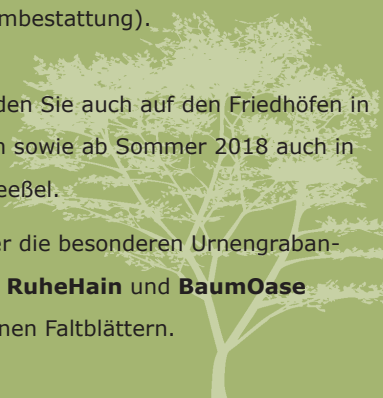 mbestattung).
den Sie auch auf den Friedhöfen in
n sowie ab Sommer 2018 auch in
eeßel.
er die besonderen Urnengraban-
RuheHain und BaumOase
nen Faltblättern.